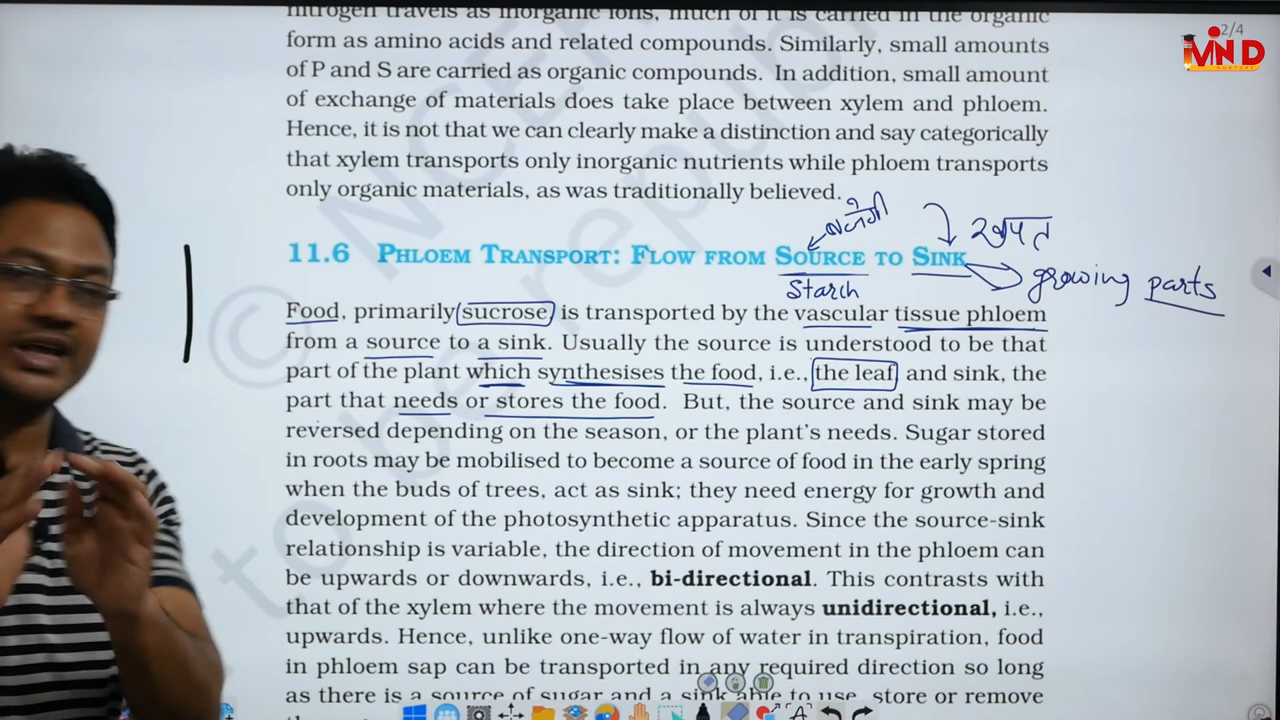 2/4
MIND
nitrogen travels as inorganic ions, much of it is carried in the organic
form as amino acids and related compounds. Similarly, small amounts
of P and S are carried as organic compounds. In addition, small amount
of exchange of materials does take place between xylem and phloem.
Hence, it is not that we can clearly make a distinction and say categorically
that xylem transports only inorganic nutrients while phloem transports
only organic materials, as was traditionally believed.
खपत
11.6 PHLOEM TRANSPORT: FLOW FROM SOURCE TO SINK
growing parts
Starch
Food, primarily sucrose is transported by the vascular tissue phloem
from a source to a sink. Usually the source is understood to be that
part of the plant which synthesises the food, i.e., the leaf and sink, the
part that needs or stores the food. But, the source and sink may be
reversed depending on the season, or the plant's needs. Sugar stored
in roots may be mobilised to become a source of food in the early spring
when the buds of trees, act as sink; they need energy for growth and
development of the photosynthetic apparatus. Since the source-sink
relationship is variable, the direction of movement in the phloem can
be upwards or downwards, i.e., bi-directional. This contrasts with
that of the xylem where the movement is always unidirectional, i.e.,
upwards. Hence, unlike one-way flow of water in transpiration, food
in phloem sap can be transported in any required direction so long
as there is a source of sugar and a sink able to use, store or remove